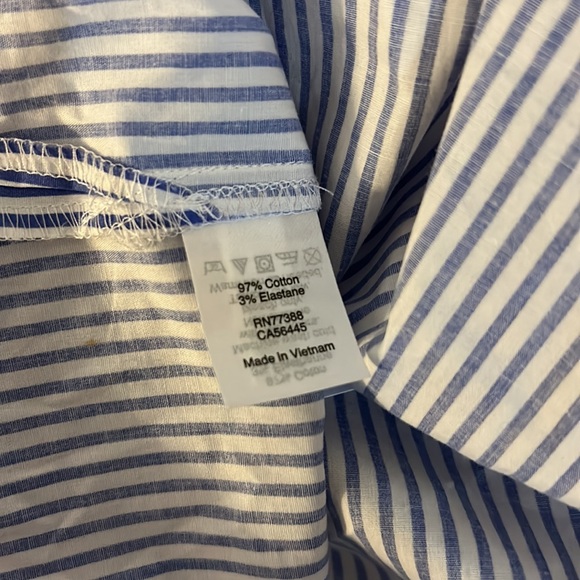 97% Cotton
3% Elastane
RN77388
CA56445
Made in Vietnam